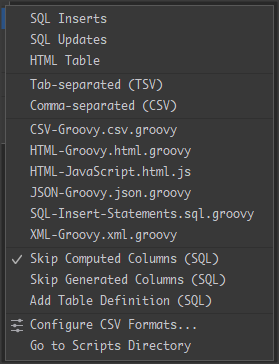 SQL Inserts
SQL Updates
HTML Table
Tab-separated (TSV)
Comma-separated (CSV)
CSV-Groovy.csv.groovy
HTML-Groovy.html.groovy
HTML-JavaScript.html.js
JSON-Groovy.json.groovy
SQL-Insert-Statements.sql.groovy
XML-Groovy.xml.groovy
Skip Computed Columns (SQL)
Skip Generated Columns (SQL)
Add Table Definition (SQL)
Configure CSV Formats...
Go to Scripts Directory